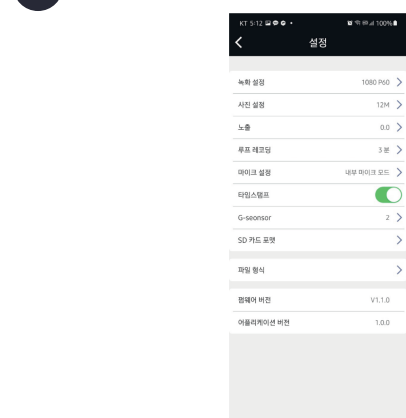 KT 5:12 100%
설정
녹화 설정 1080 P60
사진 설정 12M
노출 0.0
루프 레코딩 3 분
마이크 설정 내부 마이크 모드
타임스탬프
G-seonsor 2
SD 카드 포맷
파일 형식
펌웨어 버전 V1.1.0
어플리케이션 버전 1.0.0